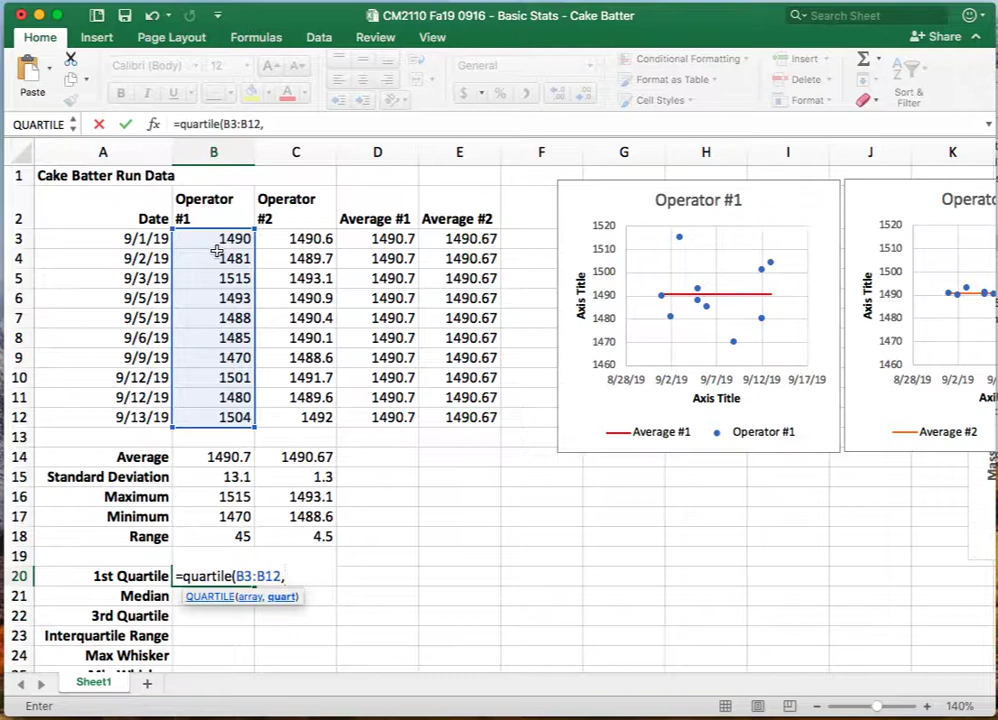 CM2110 Fa19 0916 - Basic Stats - Cake Batter
Search Sheet
Home Insert Page Layout Formulas Data Review View
Share
Paste
Calibri (Body) 12
B I U
A
General
$ % )
Conditional Formatting
Format as Table
Cell Styles
Insert
Delete
Format
Σ
Sort &
Filter
QUARTILE fx =quartile(B3:B12,
A B C D E F G H I J K
1 Cake Batter Run Data
2 Date Operator #1 Operator #2 Average #1 Average #2
3 9/1/19 1490 1490.6 1490.7 1490.67
4 9/2/19 1481 1489.7 1490.7 1490.67
5 9/3/19 1515 1493.1 1490.7 1490.67
6 9/5/19 1493 1490.9 1490.7 1490.67
7 9/5/19 1488 1490.4 1490.7 1490.67
8 9/6/19 1485 1490.1 1490.7 1490.67
9 9/9/19 1470 1488.6 1490.7 1490.67
10 9/12/19 1501 1491.7 1490.7 1490.67
11 9/12/19 1480 1489.6 1490.7 1490.67
12 9/13/19 1504 1492 1490.7 1490.67
13
14 Average 1490.7 1490.67
15 Standard Deviation 13.1 1.3
16 Maximum 1515 1493.1
17 Minimum 1470 1488.6
18 Range 45 4.5
19
20 1st Quartile =quartile(B3:B12,
21 Median QUARTILE(array, quart)
22 3rd Quartile
23 Interquartile Range
24 Max Whisker
Operator #1
1520
1510
1500
1490
1480
1470
1460
Axis Title
8/28/19 9/2/19 9/7/19 9/12/19 9/17/19
Axis Title
Average #1 Operator #1
1520
1510
1500
1490
1480
1470
1460
Axis Title
8/28/19 9/2/19
Average #2
Sheet1
Enter
140%